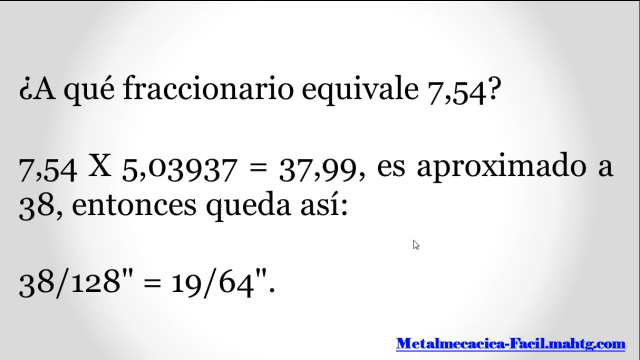 ¿A qué fraccionario equivale 7,54?
7,54 X 5,03937 = 37,99, es aproximado a
38, entonces queda así:
38/128" = 19/64".
Metalmecacica-Facil.mahtg.com